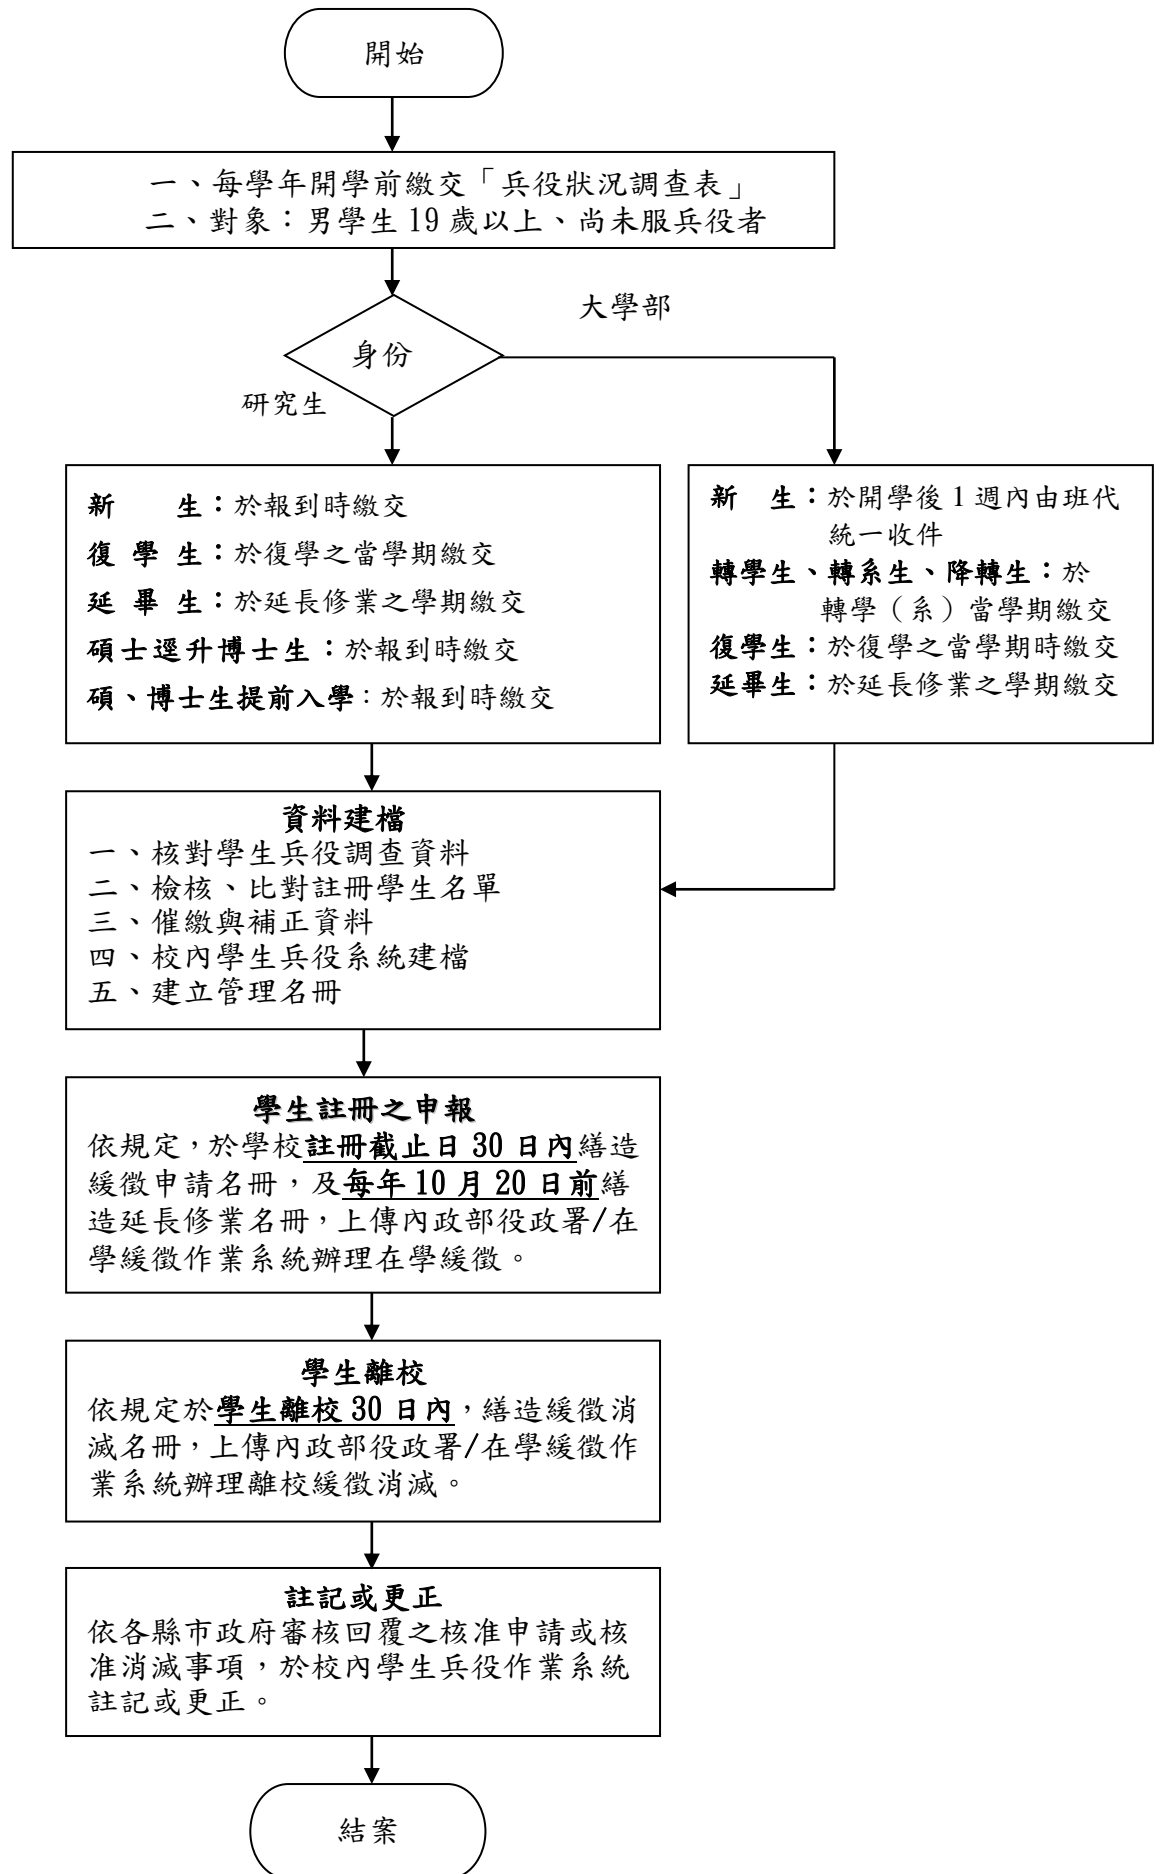 開始
一、每學年開學前繳交「兵役狀況調查表」
二、對象：男學生 19 歲以上、尚未服兵役者
大學部
身份
研究生
新　　生：於報到時繳交
復 學 生：於復學之當學期繳交
延 畢 生：於延長修業之學期繳交
碩士逕升博士生：於報到時繳交
碩、博士生提前入學：於報到時繳交
新　生：於開學後 1 週內由班代
統一收件
轉學生、轉系生、降轉生：於
轉學（系）當學期繳交
復學生：於復學之當學期時繳交
延畢生：於延長修業之學期繳交
資料建檔
一、核對學生兵役調查資料
二、檢核、比對註冊學生名單
三、催繳與補正資料
四、校內學生兵役系統建檔
五、建立管理名冊
學生註冊之申報
依規定，於學校註冊截止日 30 日內繕造
緩徵申請名冊，及每年 10 月 20 日前繕
造延長修業名冊，上傳內政部役政署/在
學緩徵作業系統辦理在學緩徵。
學生離校
依規定於學生離校 30 日內，繕造緩徵消
滅名冊，上傳內政部役政署/在學緩徵作
業系統辦理離校緩徵消滅。
註記或更正
依各縣市政府審核回覆之核准申請或核
准消滅事項，於校內學生兵役作業系統
註記或更正。
結案